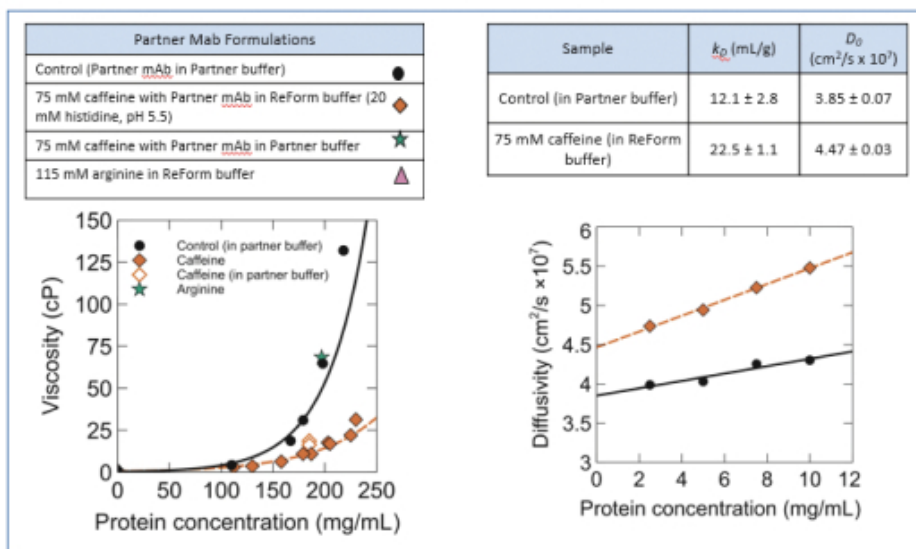 Partner Mab Formulations
Control (Partner mAb in Partner buffer)
75 mM caffeine with Partner mAb in ReForm buffer (20
mM histidine, pH 5.5)
75 mM caffeine with Partner mAb in Partner buffer
115 mM arginine in ReForm buffer
Sample
k_D (mL/g)
D_0
(cm²/s x 10⁷)
Control (in Partner buffer)
12.1 ± 2.8
3.85 ± 0.07
75 mM caffeine (in ReForm
buffer)
22.5 ± 1.1
4.47 ± 0.03
Viscosity (cP)
150
125
100
75
50
25
0
Control (in partner buffer)
Caffeine
Caffeine (in partner buffer)
Arginine
0 50 100 150 200 250
Protein concentration (mg/mL)
Diffusivity (cm²/s ×10⁷)
6
5.5
5
4.5
4
3.5
3
0 2 4 6 8 10 12
Protein concentration (mg/mL)